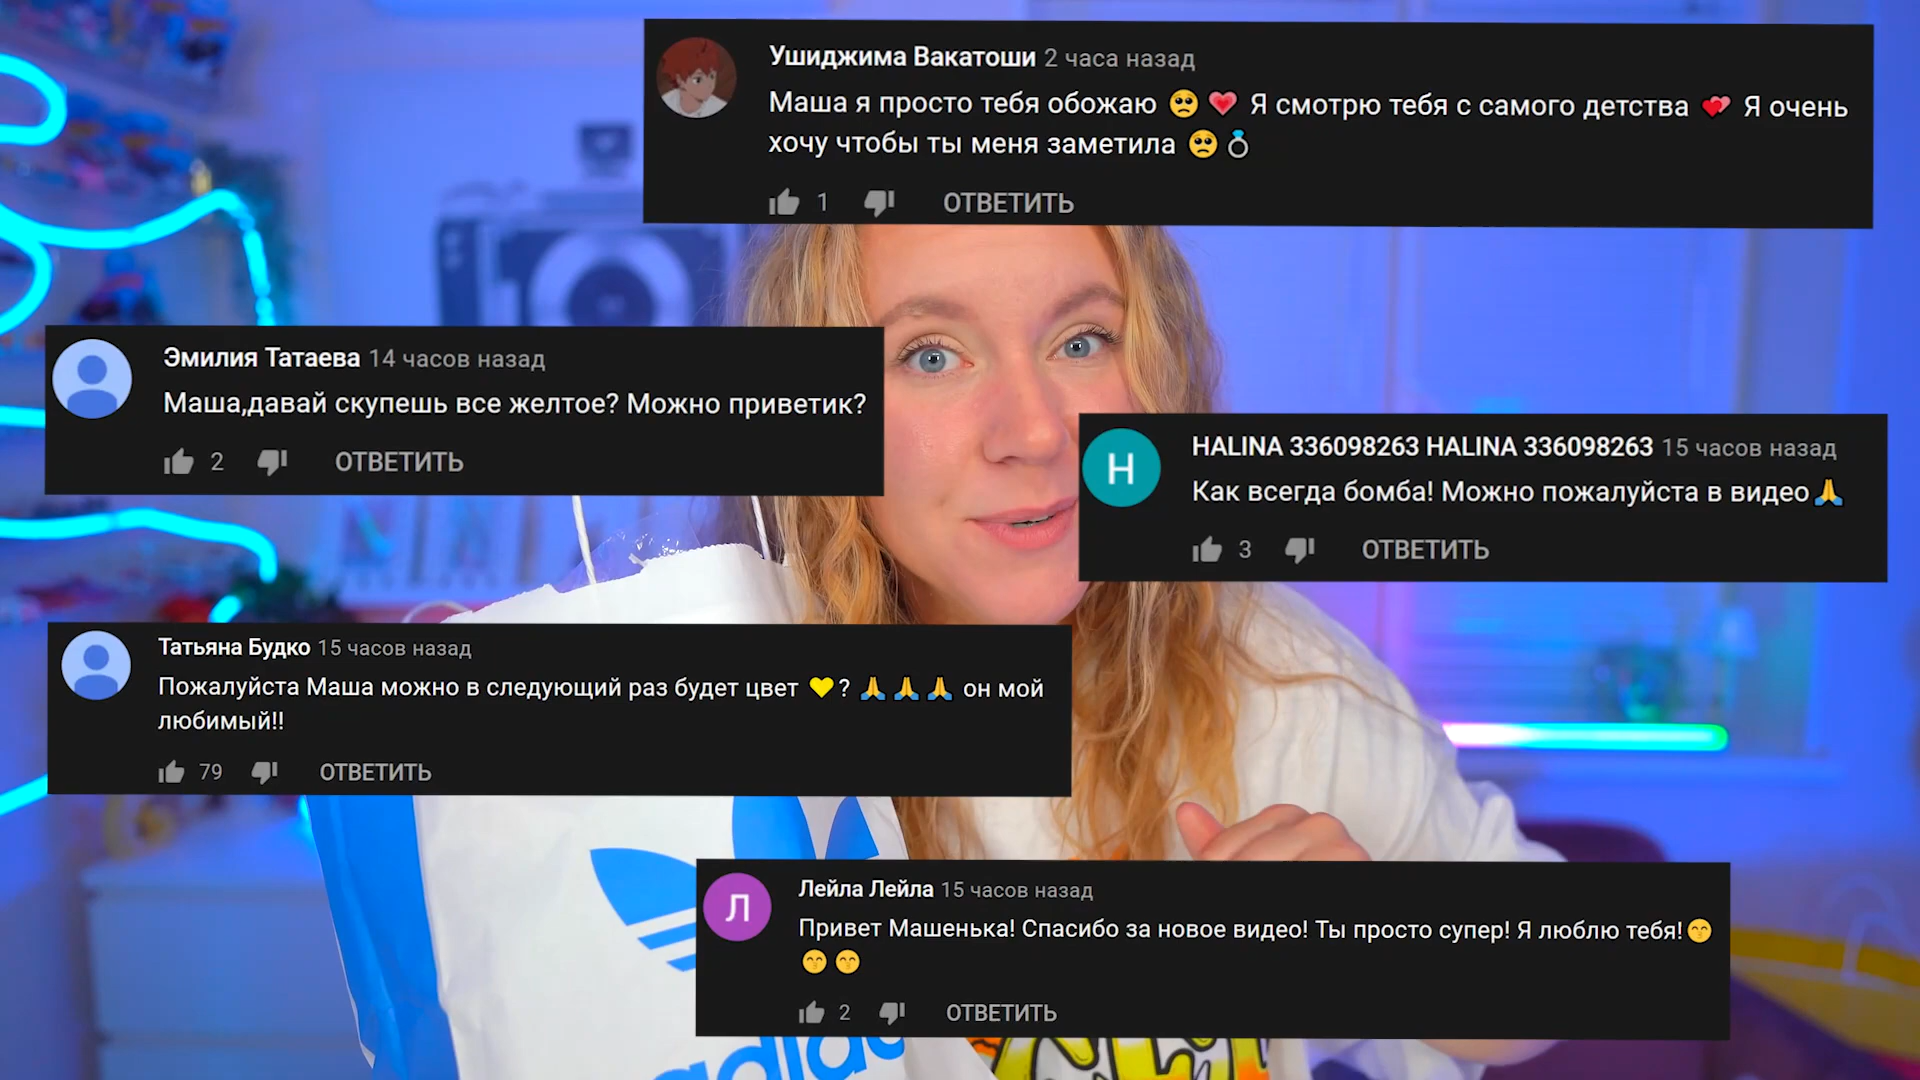 Ушиджима Вакатоши 2 часа назад
Маша я просто тебя обожаю 🥺💗 Я смотрю тебя с самого детства 💕 Я очень
хочу чтобы ты меня заметила 🥺💍
1 ОТВЕТИТЬ
Эмилия Татаева 14 часов назад
Маша,давай скупешь все желтое? Можно приветик?
2 ОТВЕТИТЬ
H
HALINA 336098263 HALINA 336098263 15 часов назад
Как всегда бомба! Можно пожалуйста в видео🙏
3 ОТВЕТИТЬ
Татьяна Будко 15 часов назад
Пожалуйста Маша можно в следующий раз будет цвет 💛? 🙏🙏🙏 он мой
любимый!!
79 ОТВЕТИТЬ
Л
Лейла Лейла 15 часов назад
Привет Машенька! Спасибо за новое видео! Ты просто супер! Я люблю тебя!😙
😙😙
2 ОТВЕТИТЬ
adidas